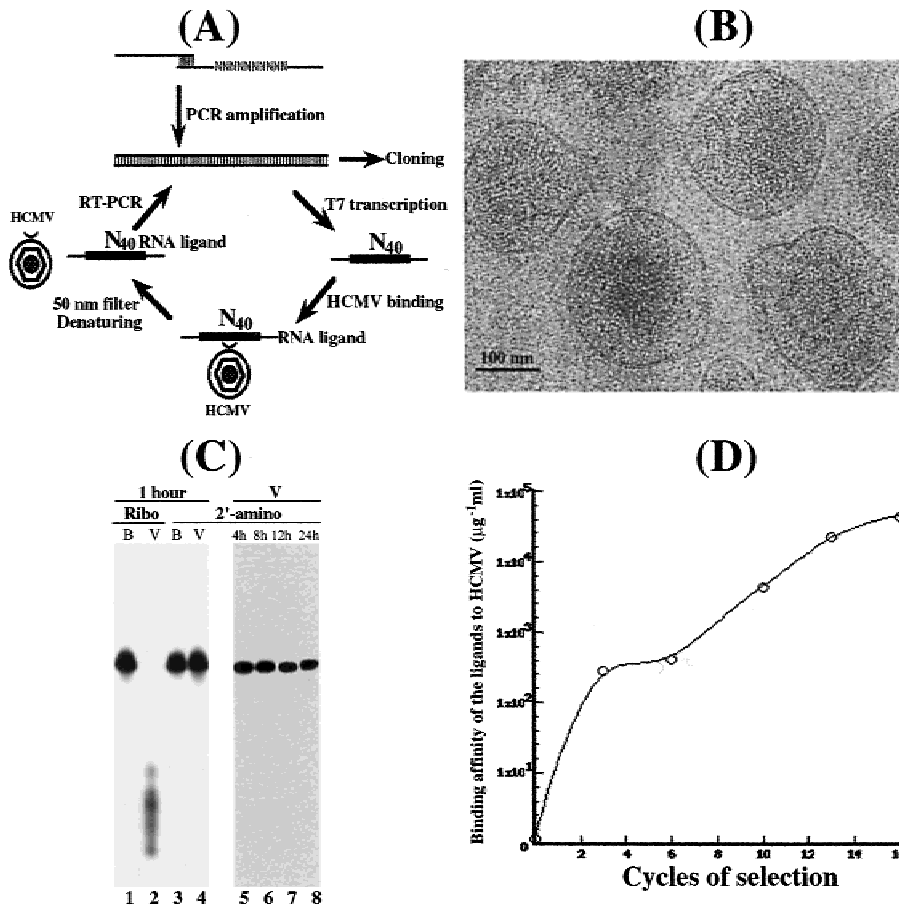 (A)
PCR amplification
Cloning
RT-PCR
T7 transcription
HCMV
N40 RNA ligand
N40
50 nm filter
Denaturing
HCMV binding
N40
RNA ligand
HCMV
(B)
100 nm
(C)
1 hour V
Ribo 2'-amino
B V B V 4h 8h 12h 24h
1 2 3 4 5 6 7 8
(D)
Binding affinity of the ligands to HCMV (µg⁻¹ml)
1x10⁵
1x10⁴
1x10³
1x10²
1x10¹
0
2 4 6 8 10 12 14 16
Cycles of selection